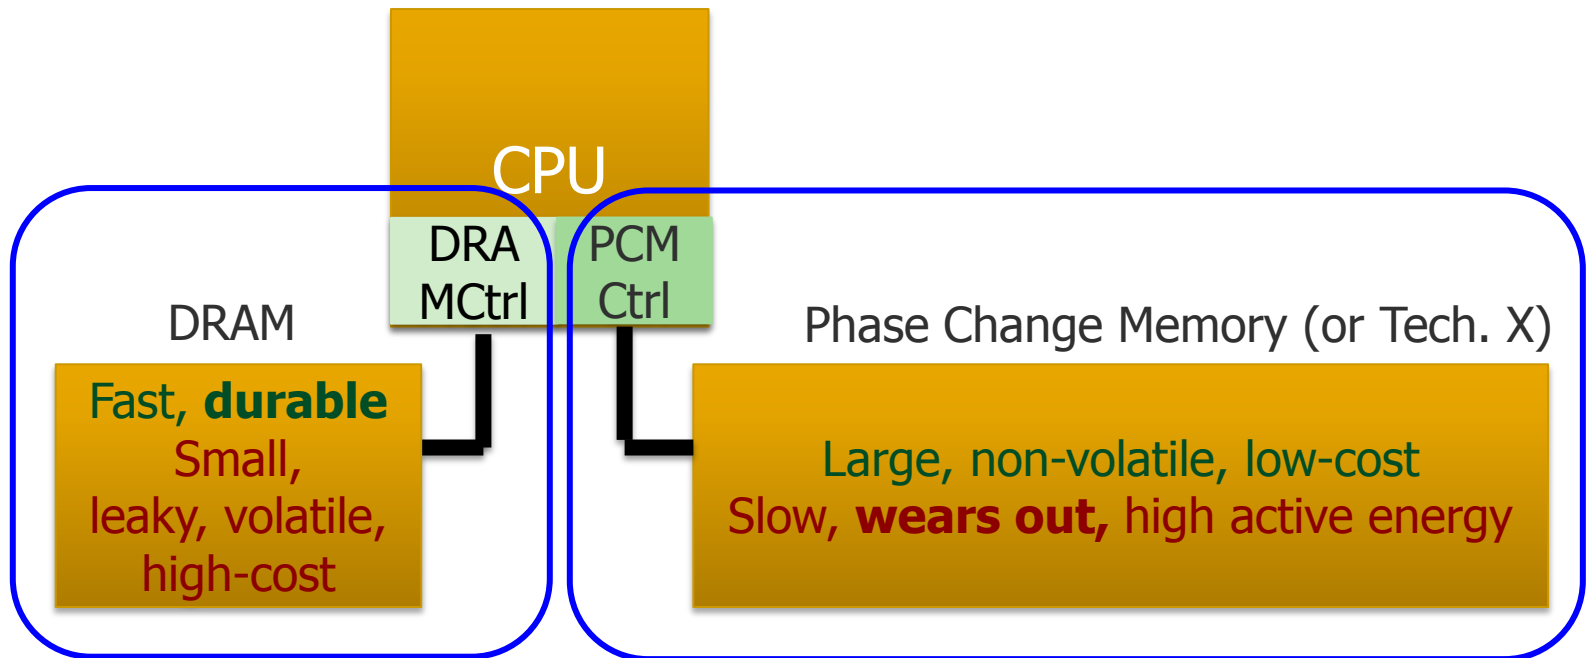 CPU
DRA
MCtrl
PCM
Ctrl
DRAM
Fast, durable
Small,
leaky, volatile,
high-cost
Phase Change Memory (or Tech. X)
Large, non-volatile, low-cost
Slow, wears out, high active energy